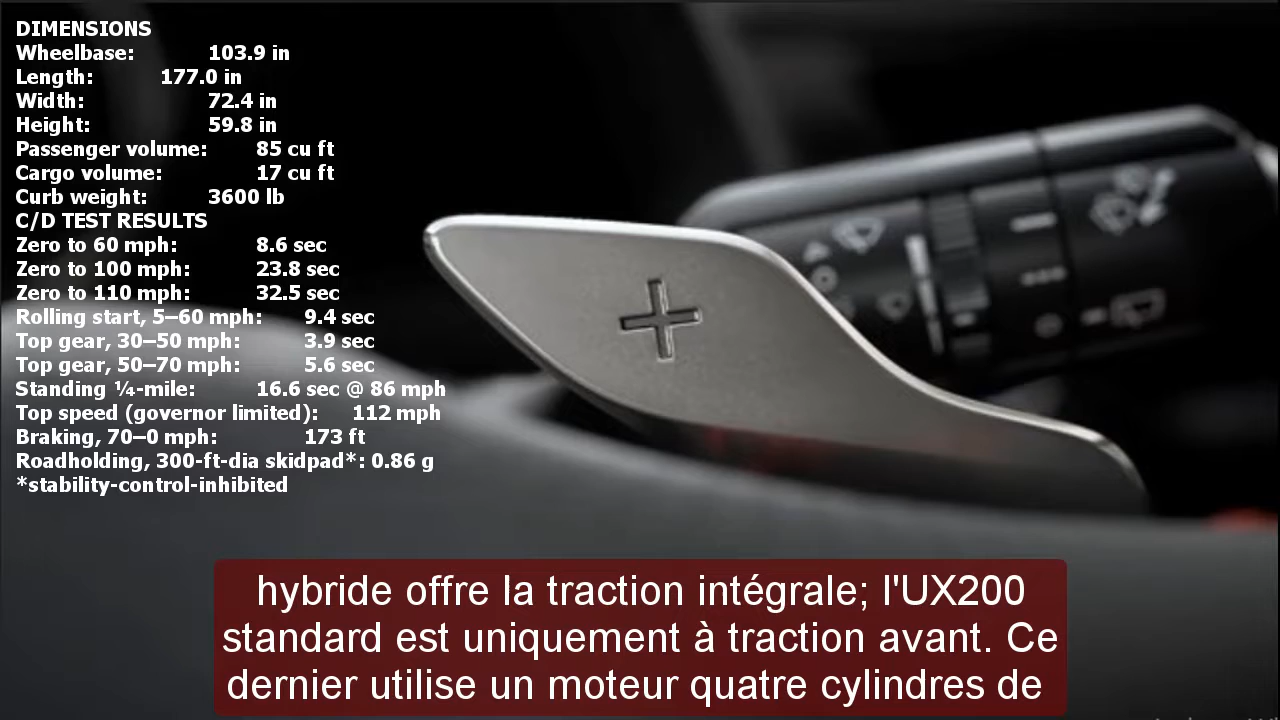 DIMENSIONS
Wheelbase: 103.9 in
Length: 177.0 in
Width: 72.4 in
Height: 59.8 in
Passenger volume: 85 cu ft
Cargo volume: 17 cu ft
Curb weight: 3600 lb
C/D TEST RESULTS
Zero to 60 mph: 8.6 sec
Zero to 100 mph: 23.8 sec
Zero to 110 mph: 32.5 sec
Rolling start, 5–60 mph: 9.4 sec
Top gear, 30–50 mph: 3.9 sec
Top gear, 50–70 mph: 5.6 sec
Standing ¼-mile: 16.6 sec @ 86 mph
Top speed (governor limited): 112 mph
Braking, 70–0 mph: 173 ft
Roadholding, 300-ft-dia skidpad*: 0.86 g
*stability-control-inhibited
hybride offre la traction intégrale; l'UX200
standard est uniquement à traction avant. Ce
dernier utilise un moteur quatre cylindres de